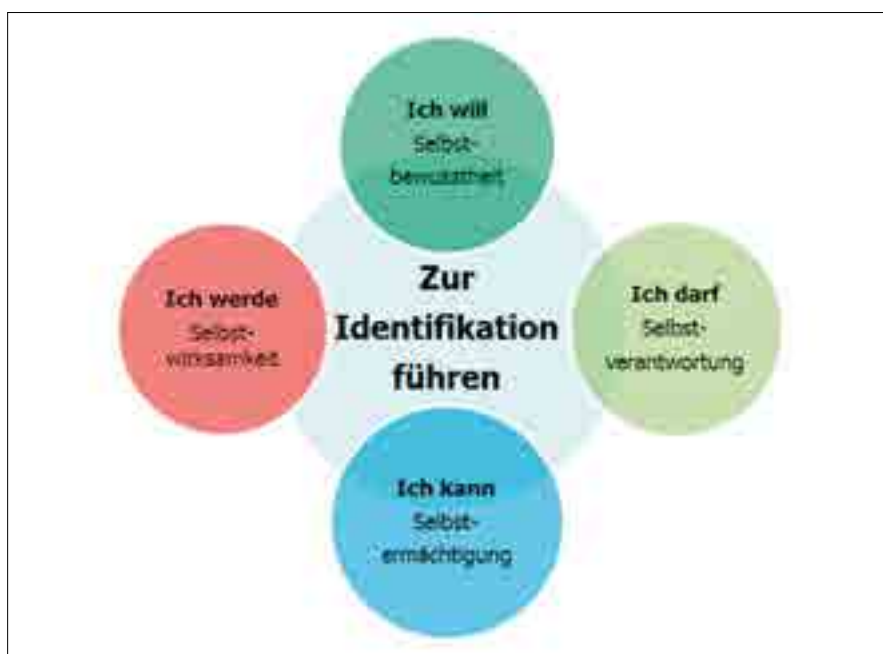 Ich will
Selbst-
bewusstheit
Ich werde
Selbst-
wirksamkeit
Zur
Identifikation
führen
Ich darf
Selbst-
verantwortung
Ich kann
Selbst-
ermächtigung